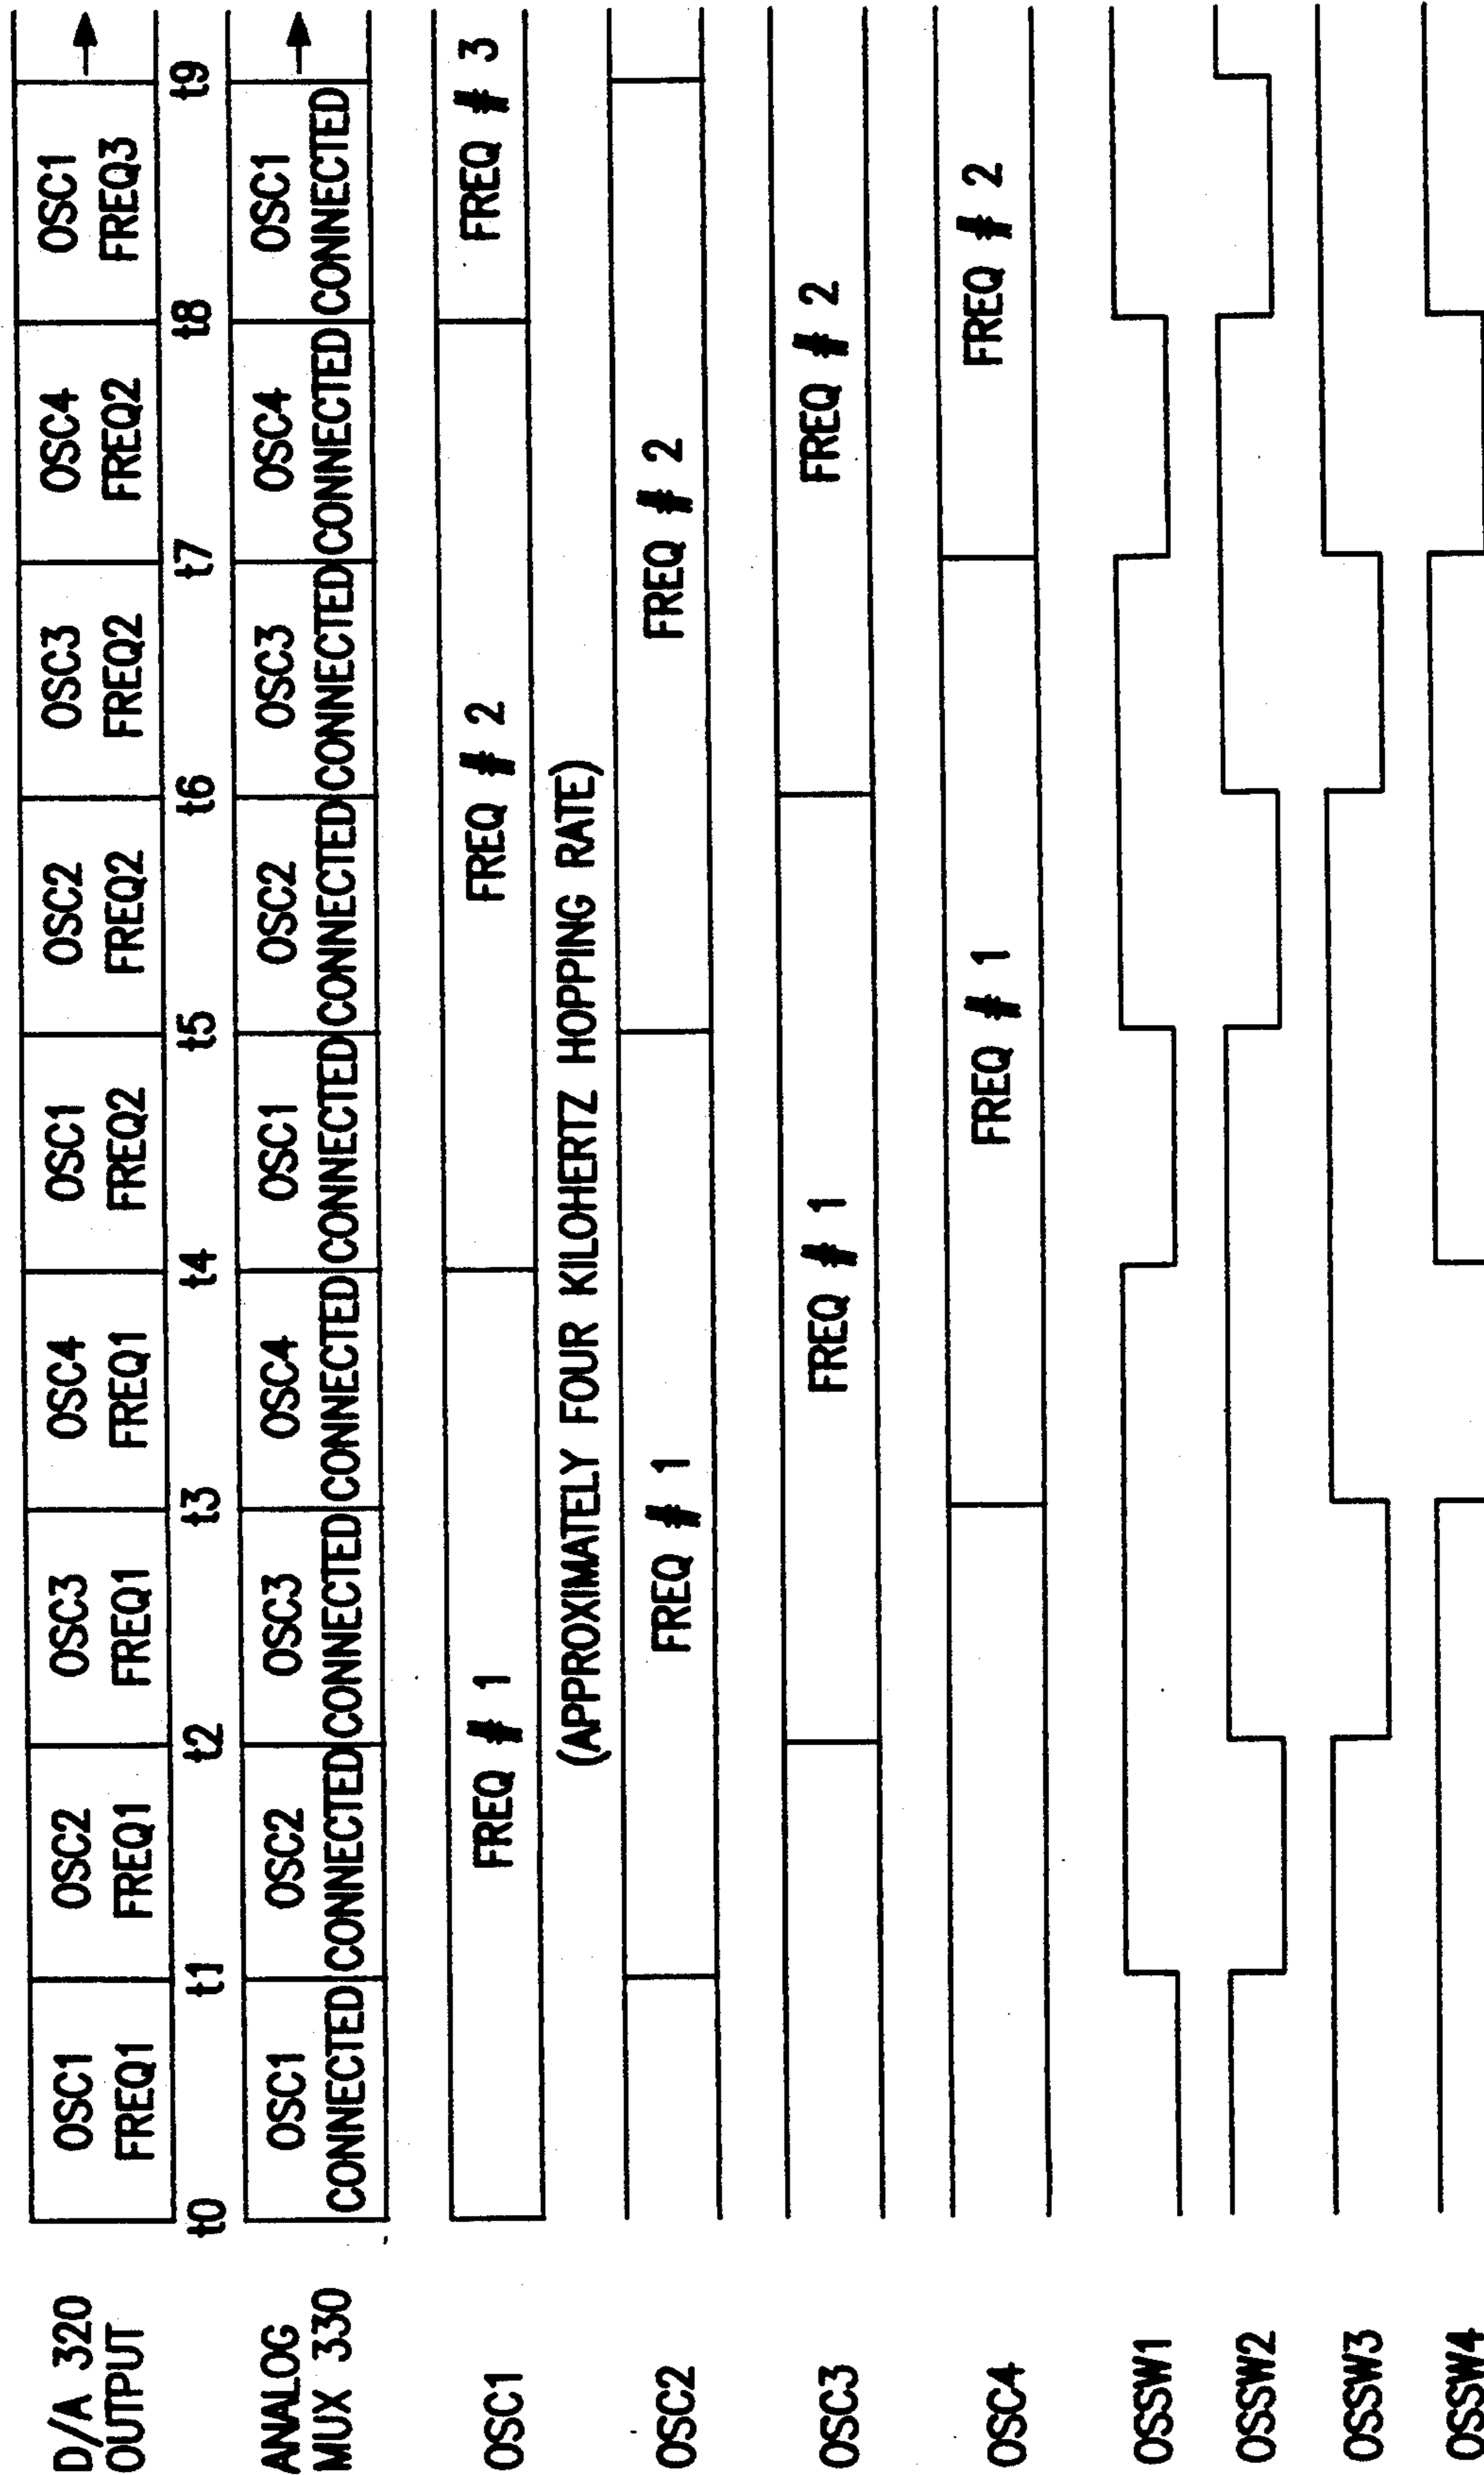 D/A 320
OUTPUT
OSC1 OSC2 OSC3 OSC4 OSC1 OSC2 OSC3 OSC4 OSC1
FREQ1 FREQ1 FREQ1 FREQ1 FREQ2 FREQ2 FREQ2 FREQ2 FREQ3
t0 t1 t2 t3 t4 t5 t6 t7 t8 t9
ANALOG
MUX 330
OSC1 OSC2 OSC3 OSC4 OSC1 OSC2 OSC3 OSC4 OSC1
CONNECTED CONNECTED CONNECTED CONNECTED CONNECTED CONNECTED CONNECTED CONNECTED CONNECTED
OSC1 FREQ # 1 FREQ # 2 FREQ # 3
(APPROXIMATELY FOUR KILOHERTZ HOPPING RATE)
OSC2 FREQ # 1 FREQ # 2
OSC3 FREQ # 1 FREQ # 2
OSC4 FREQ # 1 FREQ # 2
OSSW1
OSSW2
OSSW3
OSSW4